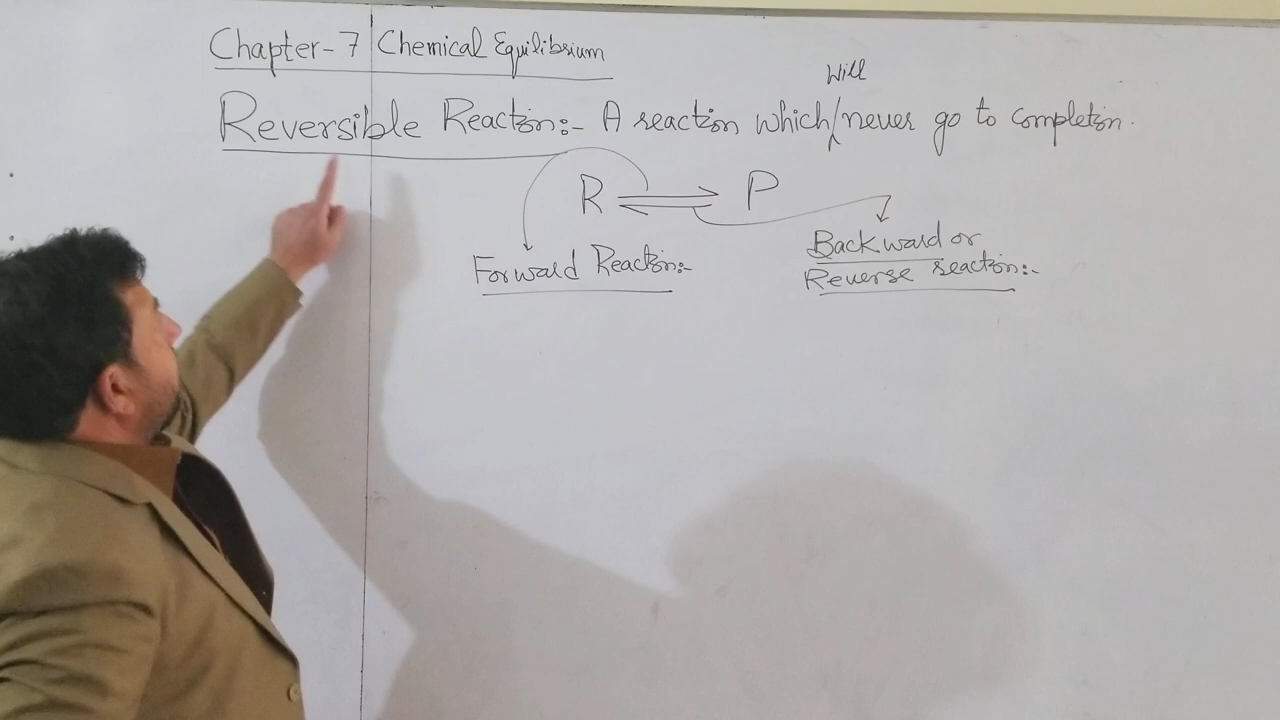 Chapter-7 Chemical Equilibrium
Will
Reversible Reaction:- A reaction which never go to completion.
R ⇌ P
Forward Reaction:-
Backward or
Reverse reaction:-